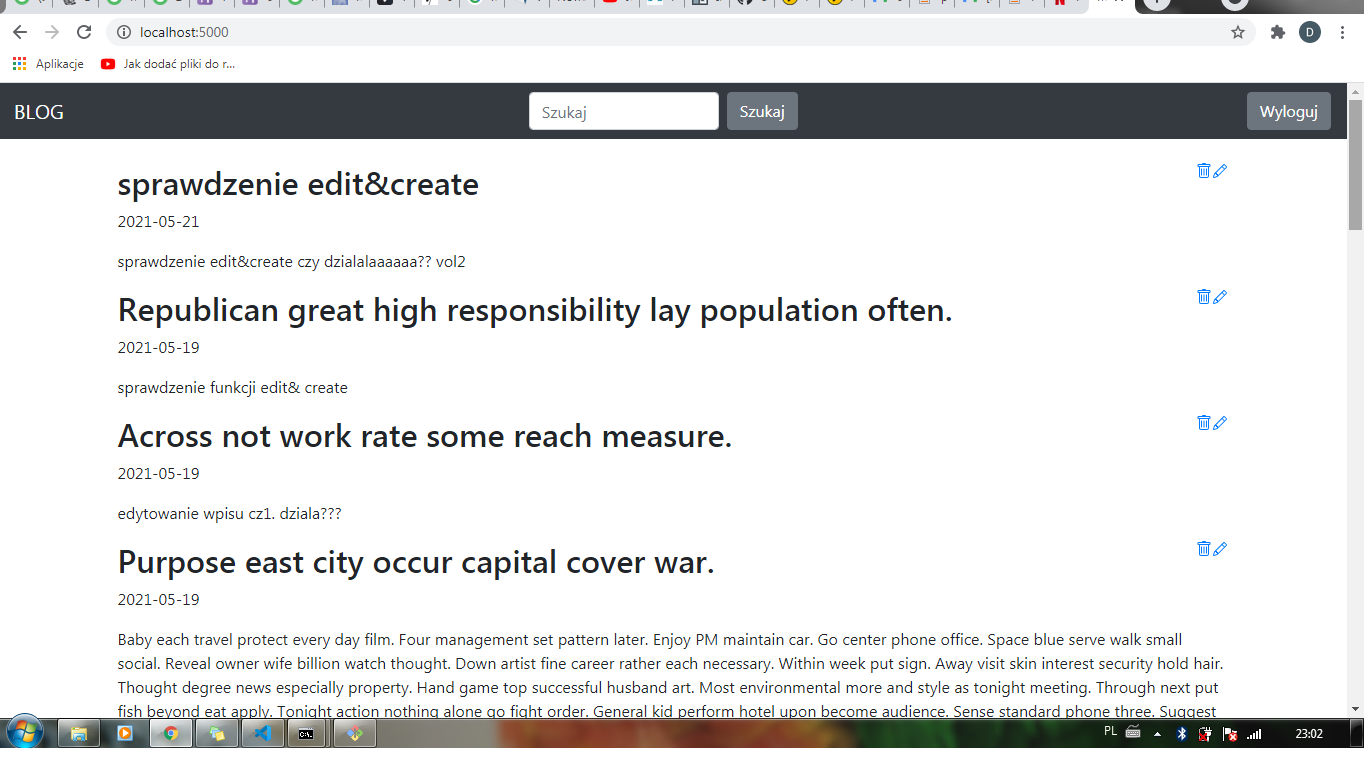 localhost:5000
D
Aplikacje
Jak dodać pliki do r...
BLOG
Szukaj
Szukaj
Wyloguj
sprawdzenie edit&create
2021-05-21
sprawdzenie edit&create czy dzialalaaaaaa?? vol2
Republican great high responsibility lay population often.
2021-05-19
sprawdzenie funkcji edit& create
Across not work rate some reach measure.
2021-05-19
edytowanie wpisu cz1. dziala???
Purpose east city occur capital cover war.
2021-05-19
Baby each travel protect every day film. Four management set pattern later. Enjoy PM maintain car. Go center phone office. Space blue serve walk small
social. Reveal owner wife billion watch thought. Down artist fine career rather each necessary. Within week put sign. Away visit skin interest security hold hair.
Thought degree news especially property. Hand game top successful husband art. Most environmental more and style as tonight meeting. Through next put
fish beyond eat apply. Tonight action nothing alone go fight order. General kid perform hotel upon become audience. Sense standard phone three. Suggest
PL
23:02